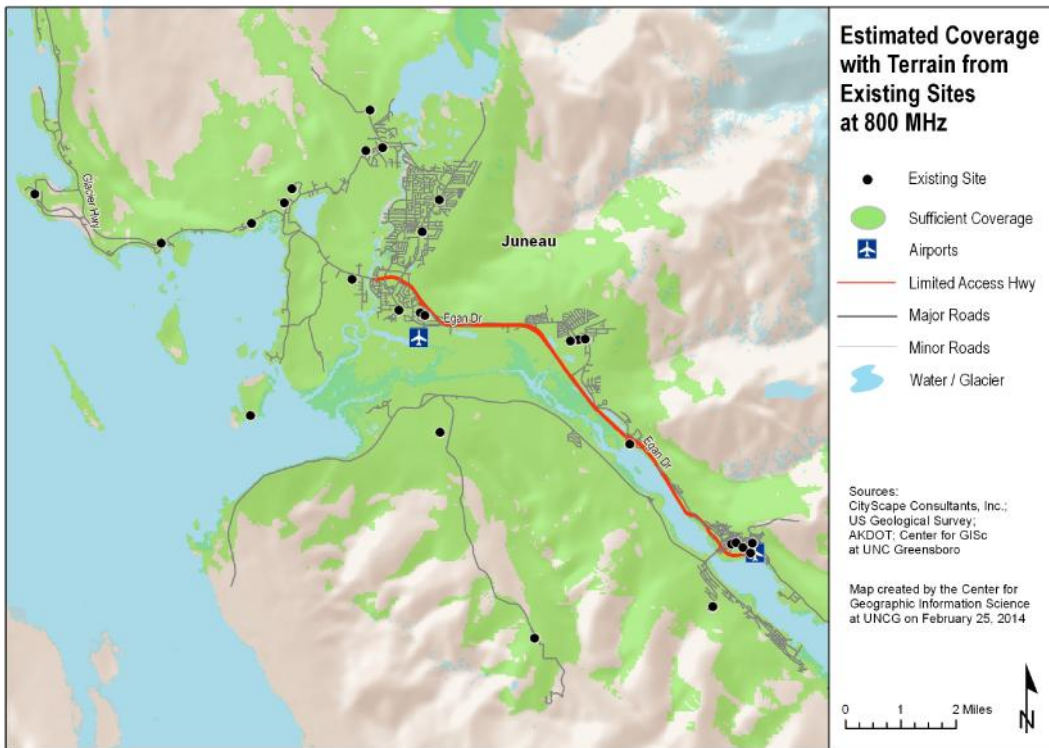 Estimated Coverage
with Terrain from
Existing Sites
at 800 MHz
Existing Site
Sufficient Coverage
Airports
Limited Access Hwy
Major Roads
Minor Roads
Water / Glacier
Sources:
CityScape Consultants, Inc.;
US Geological Survey;
AKDOT; Center for GISc
at UNC Greensboro
Map created by the Center for
Geographic Information Science
at UNCG on February 25, 2014
0 1 2 Miles
N
Glacier Hwy
Juneau
Egan Dr
Egan Dr